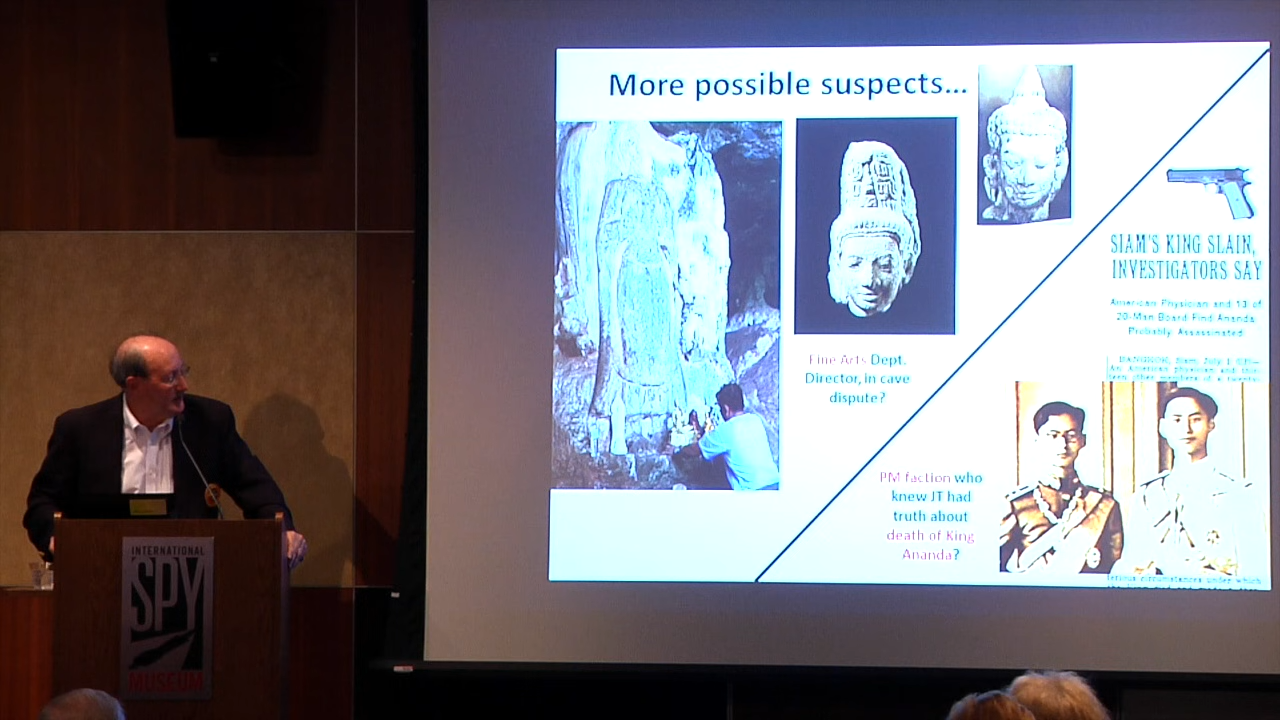 More possible suspects...
Fine Arts Dept.
Director, in cave
dispute?
SIAM'S KING SLAIN,
INVESTIGATORS SAY
American Physician and 13 of
20-Man Board Find Ananda
Probably Assassinated
PM faction who
knew JT had
truth about
death of King
Ananda?
INTERNATIONAL
SPY
MUSEUM